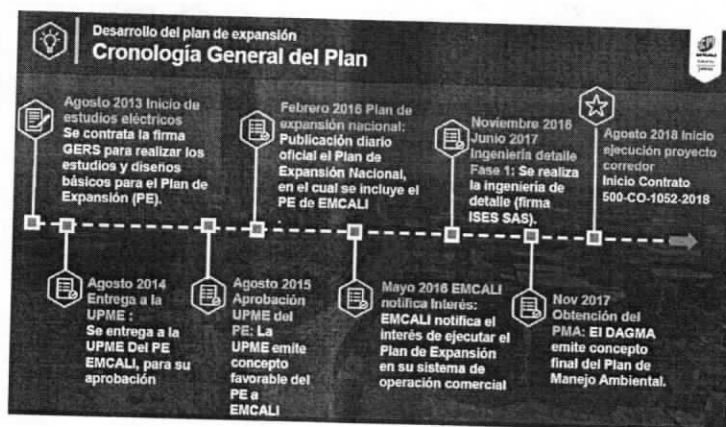 Desarrollo del plan de expansión
Cronología General del Plan
Agosto 2013 Inicio de
estudios eléctricos
Se contrata la firma
GERS para realizar los
estudios y diseños
básicos para el Plan de
Expansión (PE).
Agosto 2014
Entrega a la
UPME :
Se entrega a la
UPME Del PE
EMCALI, para su
aprobación
Agosto 2015
Aprobación
UPME del
PE: La
UPME emite
concepto
favorable del
PE a
EMCALI
Febrero 2016 Plan de
expansión nacional:
Publicación diario
oficial el Plan de
Expansión Nacional,
en el cual se incluye el
PE de EMCALI
.
Mayo 2016 EMCALI
notifica Interés:
EMCALI notifica el
interés de ejecutar el
Plan de Expansión
en su sistema de
operación comercial
Noviembre 2016
Junio 2017
Ingeniería detalle
Fase 1: Se realiza
la ingeniería de
detalle (firma
ISES SAS).
Nov 2017
Obtención del
PMA: El DAGMA
emite concepto
final del Plan de
Manejo Ambiental.
Agosto 2018 Inicio
ejecución proyecto
corredor
Inicio Contrato
500-CO-1052-2018